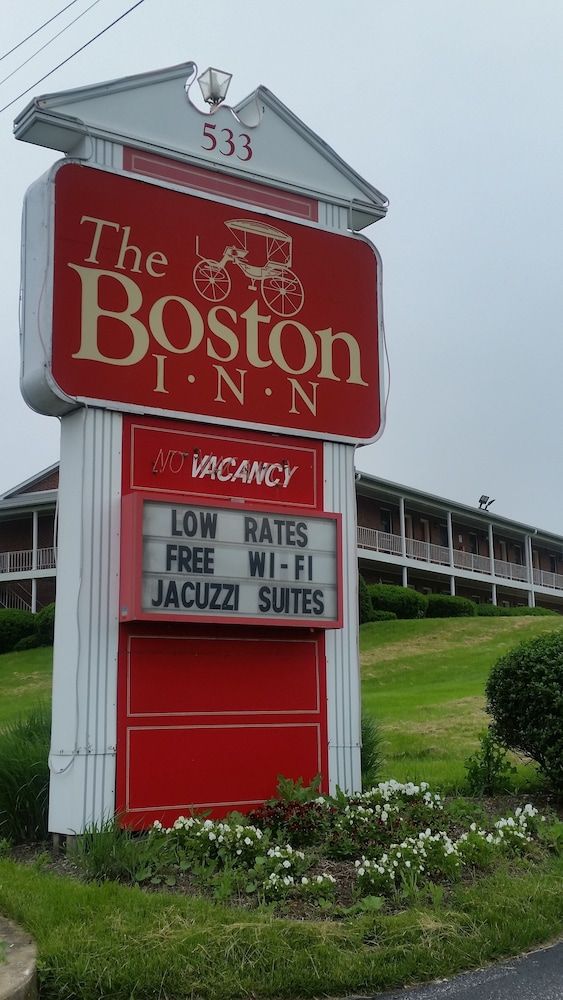 533
The
Boston
I·N·N
NO VACANCY
LOW RATES
FREE WI-FI
JACUZZI SUITES